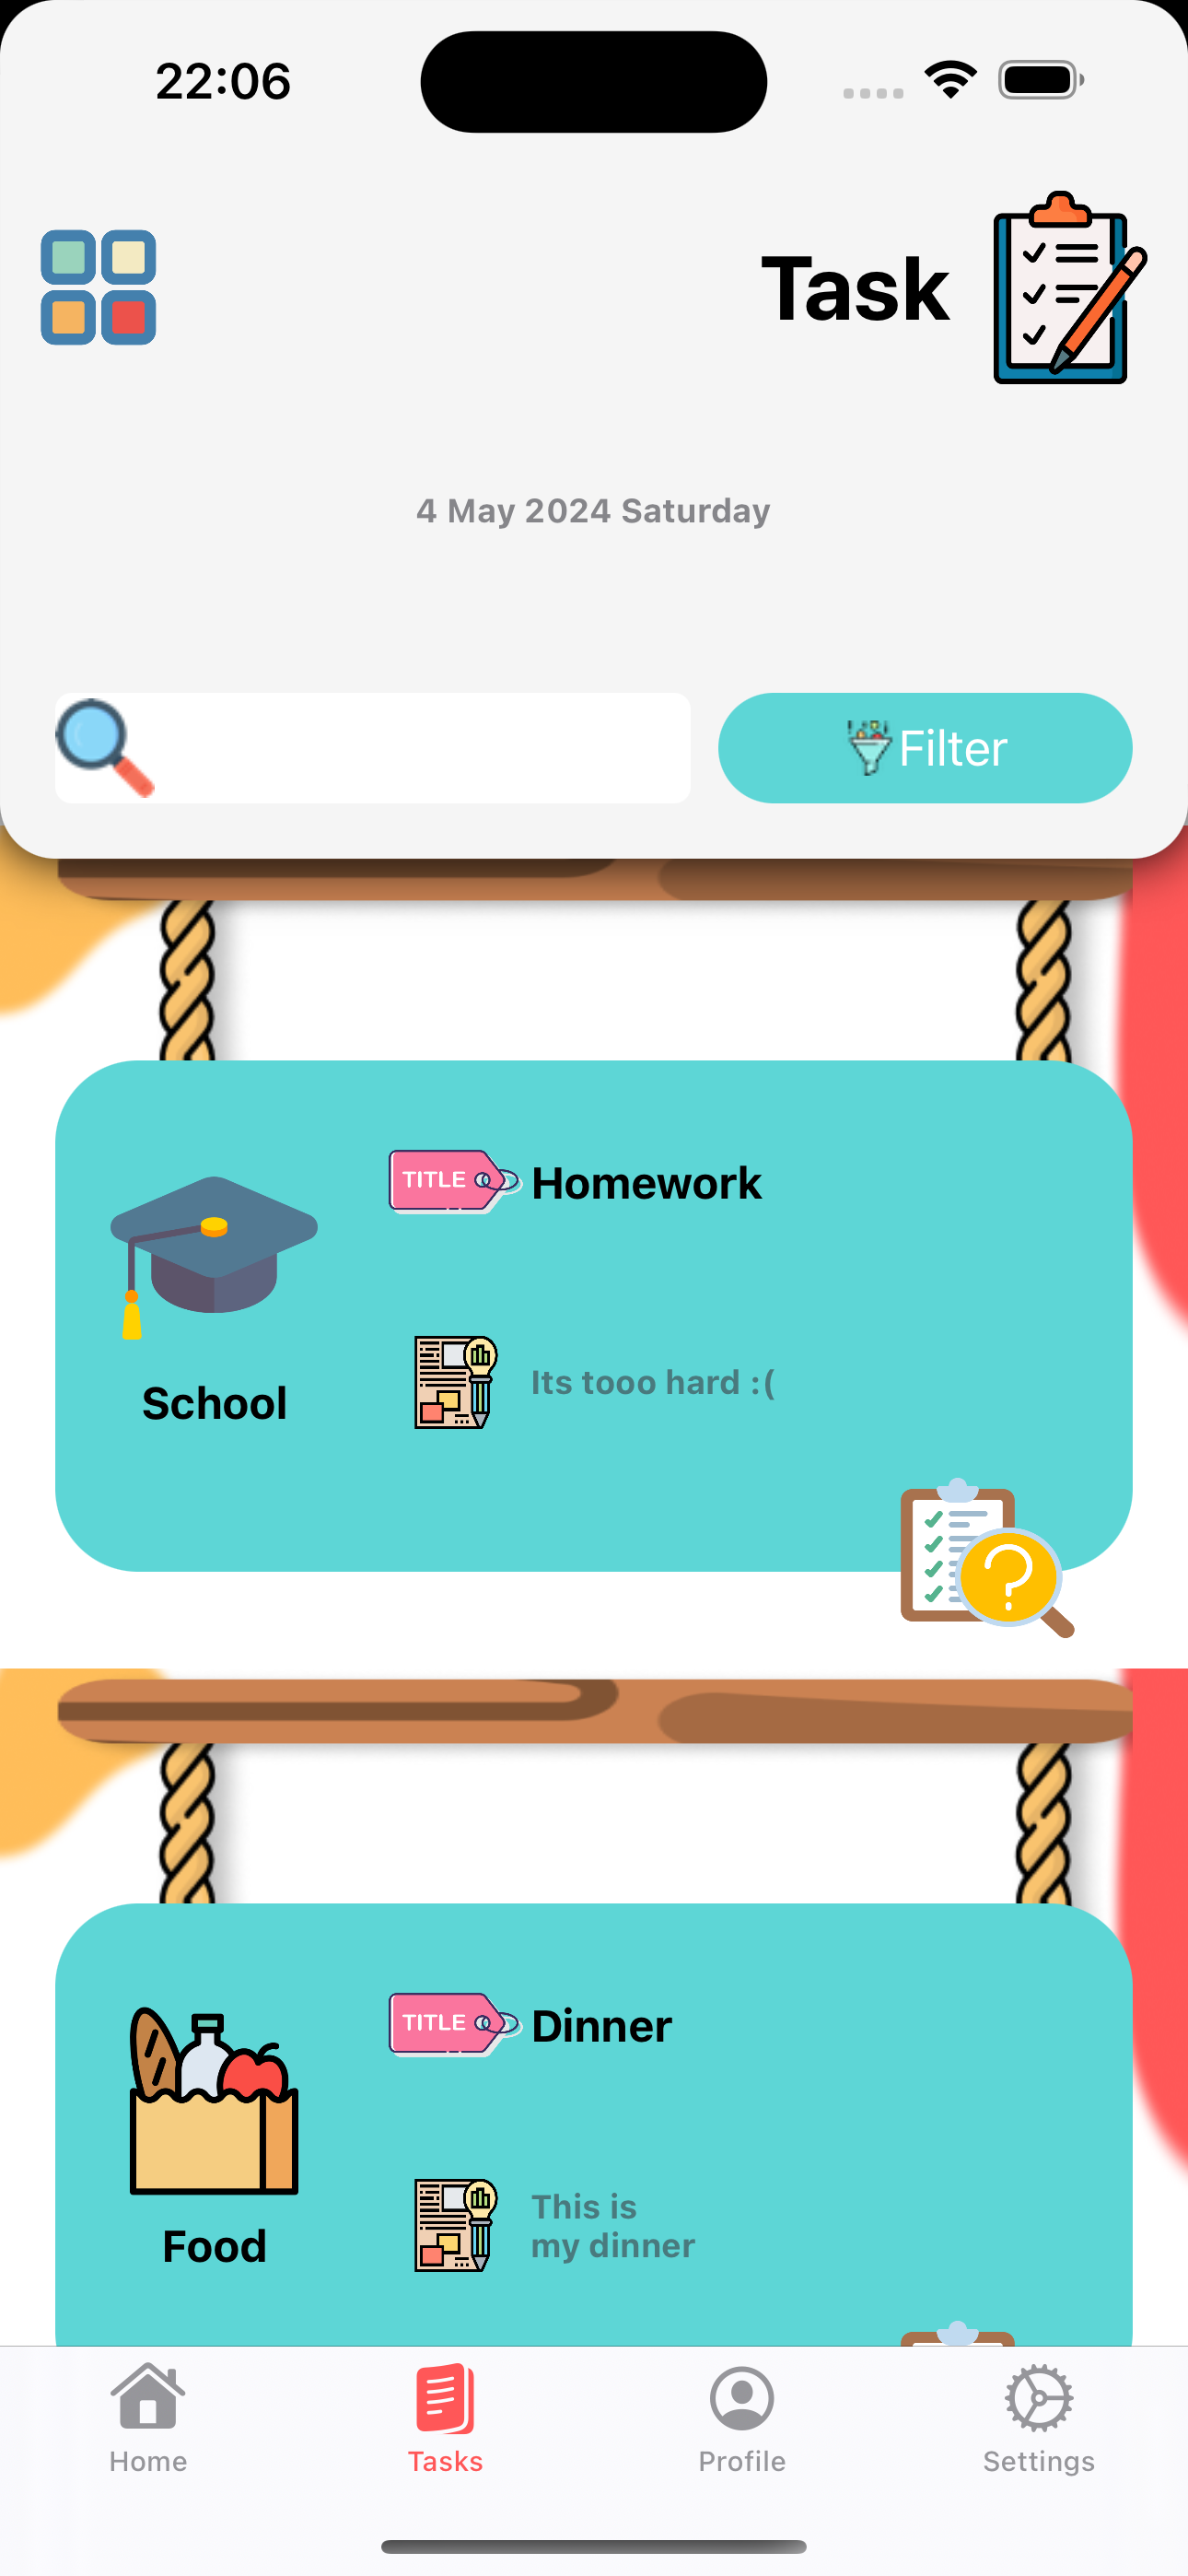 22:06
Task
4 May 2024 Saturday
Filter
TITLE Homework
Its tooo hard :(
School
TITLE Dinner
This is
my dinner
Food
Home
Tasks
Profile
Settings